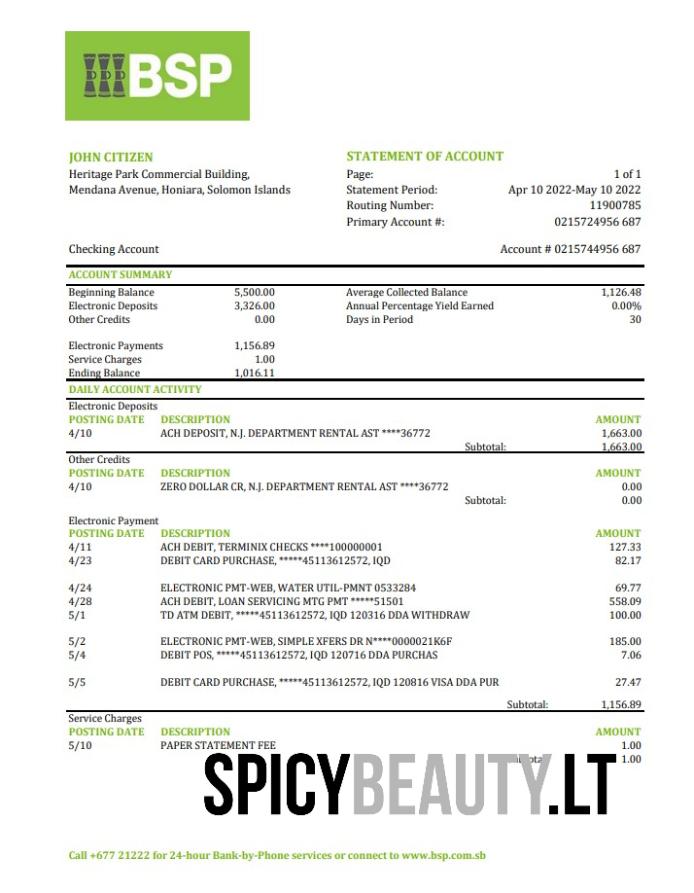 BSP
JOHN CITIZEN
Heritage Park Commercial Building,
Mendana Avenue, Honiara, Solomon Islands
STATEMENT OF ACCOUNT
Page: 1 of 1
Statement Period: Apr 10 2022-May 10 2022
Routing Number: 11900785
Primary Account #: 0215724956 687
Checking Account Account # 0215744956 687
ACCOUNT SUMMARY
Beginning Balance 5,500.00 Average Collected Balance 1,126.48
Electronic Deposits 3,326.00 Annual Percentage Yield Earned 0.00%
Other Credits 0.00 Days in Period 30
Electronic Payments 1,156.89
Service Charges 1.00
Ending Balance 1,016.11
DAILY ACCOUNT ACTIVITY
Electronic Deposits
POSTING DATE DESCRIPTION AMOUNT
4/10 ACH DEPOSIT, N.J. DEPARTMENT RENTAL AST ****36772 1,663.00
Subtotal: 1,663.00
Other Credits
POSTING DATE DESCRIPTION AMOUNT
4/10 ZERO DOLLAR CR, N.J. DEPARTMENT RENTAL AST ****36772 0.00
Subtotal: 0.00
Electronic Payment
POSTING DATE DESCRIPTION AMOUNT
4/11 ACH DEBIT, TERMINIX CHECKS ****100000001 127.33
4/23 DEBIT CARD PURCHASE, *****45113612572, IQD 82.17
4/24 ELECTRONIC PMT-WEB, WATER UTIL-PMNT 0533284 69.77
4/28 ACH DEBIT, LOAN SERVICING MTG PMT *****51501 558.09
5/1 TD ATM DEBIT, *****45113612572, IQD 120316 DDA WITHDRAW 100.00
5/2 ELECTRONIC PMT-WEB, SIMPLE XFERS DR N****0000021K6F 185.00
5/4 DEBIT POS, *****45113612572, IQD 120716 DDA PURCHAS 7.06
5/5 DEBIT CARD PURCHASE, *****45113612572, IQD 120816 VISA DDA PUR 27.47
Subtotal: 1,156.89
Service Charges
POSTING DATE DESCRIPTION AMOUNT
5/10 PAPER STATEMENT FEE 1.00
1.00
SPICYBEAUTY.LT
Call +677 21222 for 24-hour Bank-by-Phone services or connect to www.bsp.com.sb